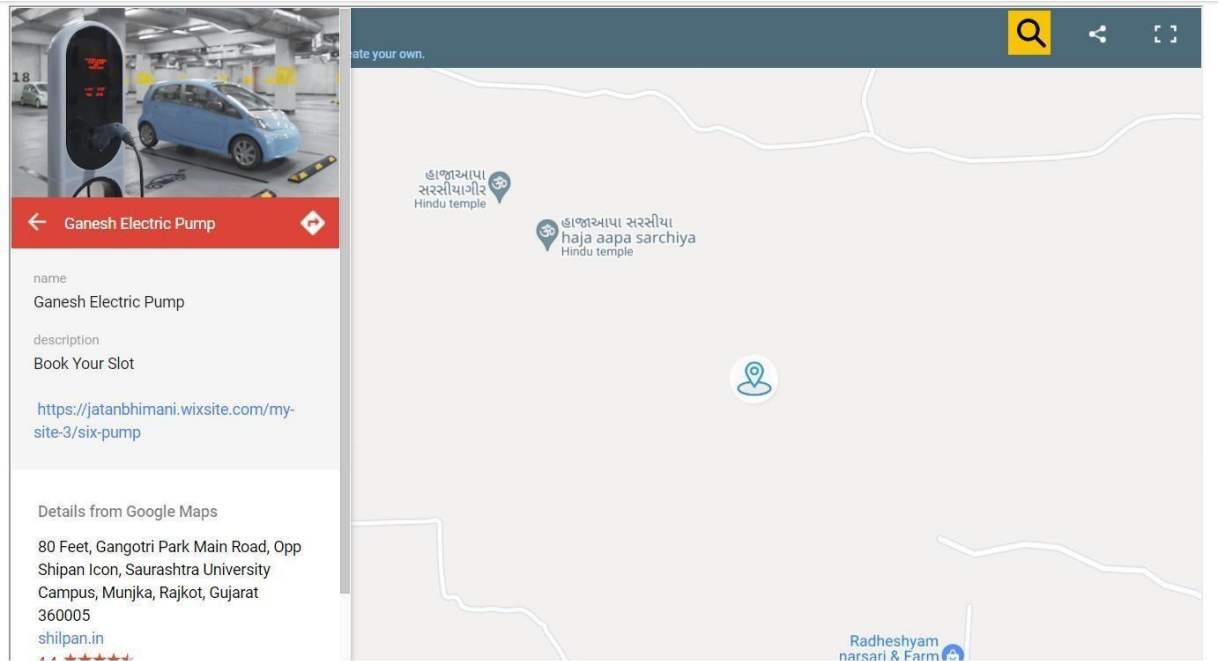 18
ate your own.
Ganesh Electric Pump
name
Ganesh Electric Pump
description
Book Your Slot
https://jatanbhimani.wixsite.com/my-
site-3/six-pump
Details from Google Maps
80 Feet, Gangotri Park Main Road, Opp
Shipan Icon, Saurashtra University
Campus, Munjka, Rajkot, Gujarat
360005
shilpan.in
હાજાઆપા
સરસીયાગીર
Hindu temple
હાજાઆપા સરસીયા
haja aapa sarchiya
Hindu temple
Radheshyam
narsari & Farm